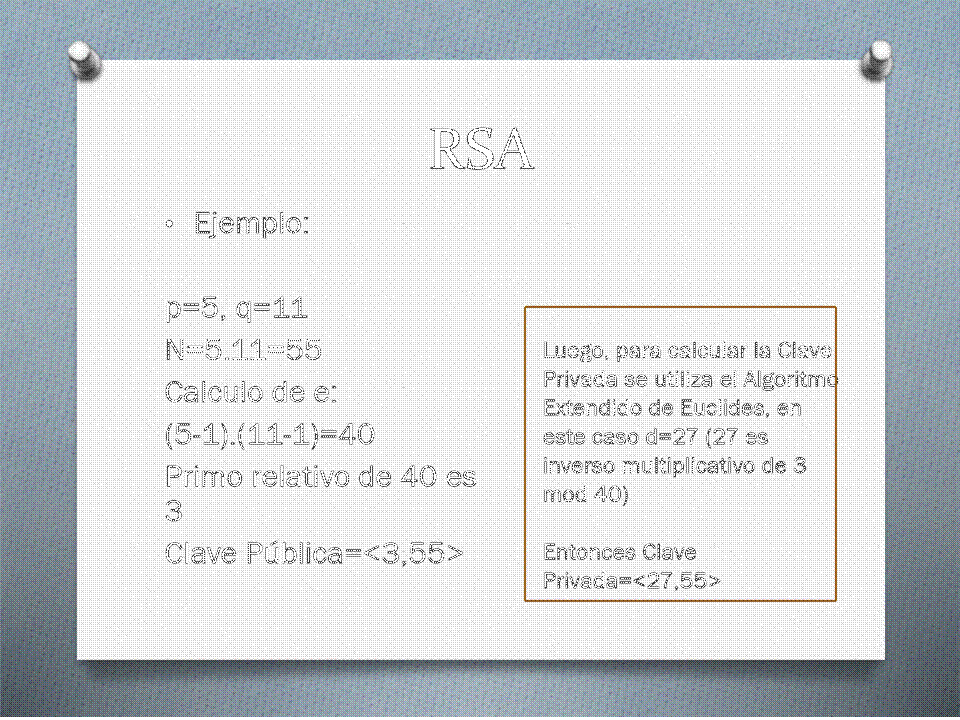 RSA
• Ejemplo:
p=5, q=11
N=5.11=55
Calculo de e:
(5-1).(11-1)=40
Primo relativo de 40 es
3
Clave Pública=<3,55>
Luego, para calcular la Clave
Privada se utiliza el Algoritmo
Extendido de Euclides, en
este caso d=27 (27 es
inverso multiplicativo de 3
mod 40)
Entonces Clave
Privada=<27,55>